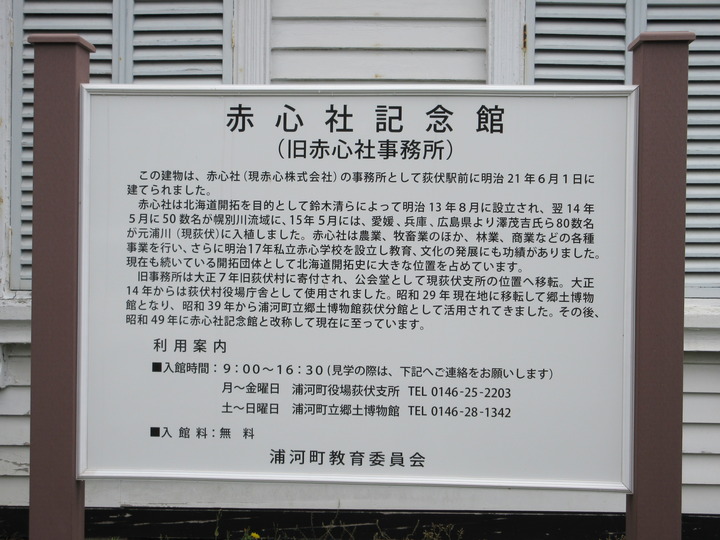 赤心社記念館
（旧赤心社事務所）
この建物は、赤心社（現赤心株式会社）の事務所として荻伏駅前に明治21年6月1日に
建てられました。
赤心社は北海道開拓を目的として鈴木清らによって明治13年8月に設立され、翌14年
5月に50数名が幌別川流域に、15年5月には、愛媛、兵庫、広島県より澤茂吉氏ら80数名
が元浦川（現荻伏）に入植しました。赤心社は農業、牧畜業のほか、林業、商業などの各種
事業を行い、さらに明治17年私立赤心学校を設立し教育、文化の発展にも功績がありました。
現在も続いている開拓団体として北海道開拓史に大きな位置を占めています。
旧事務所は大正7年旧荻伏村に寄付され、公会堂として現荻伏支所の位置へ移転。大正
14年からは荻伏村役場庁舎として使用されました。昭和29年現在地に移転して郷土博物
館となり、昭和39年から浦河町立郷土博物館荻伏分館として活用されてきました。その後、
昭和49年に赤心社記念館と改称して現在に至っています。
利用案内
■入館時間：9:00～16:30(見学の際は、下記へご連絡をお願いします)
月～金曜日 浦河町役場荻伏支所 TEL 0146-25-2203
土～日曜日 浦河町立郷土博物館 TEL 0146-28-1342
■入館料：無料
浦河町教育委員会